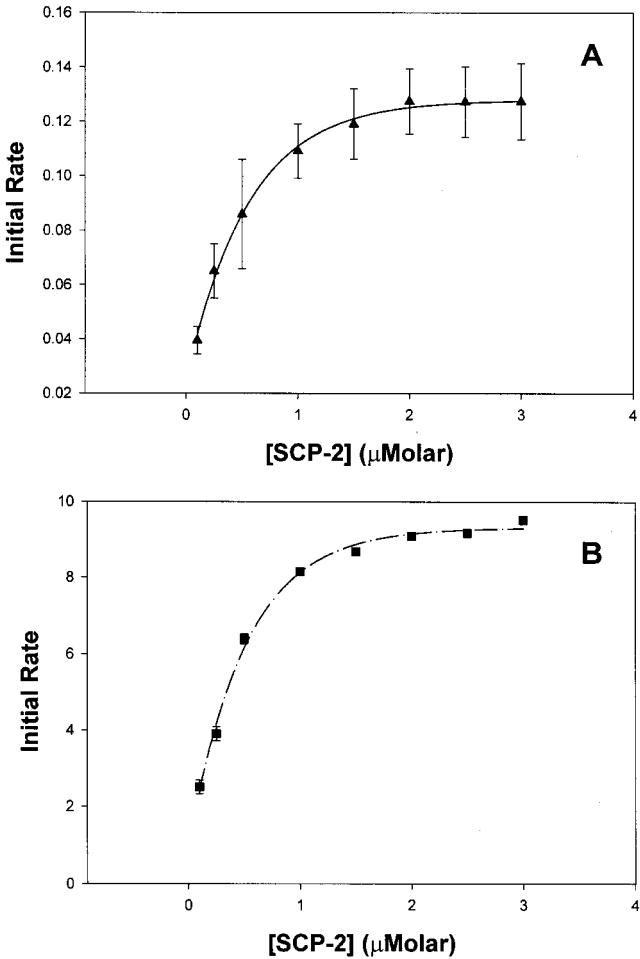 A
Initial Rate
0.16
0.14
0.12
0.10
0.08
0.06
0.04
0.02
0 1 2 3 4
[SCP-2] (μMolar)
B
Initial Rate
10
8
6
4
2
0
0 1 2 3 4
[SCP-2] (μMolar)